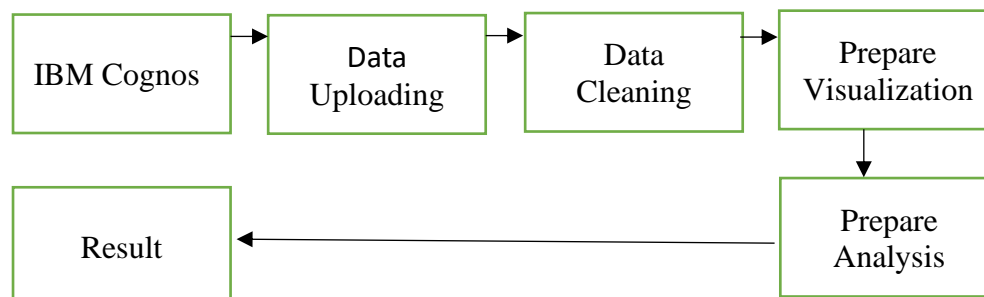 IBM Cognos
Data
Uploading
Data
Cleaning
Prepare
Visualization
Prepare
Analysis
Result